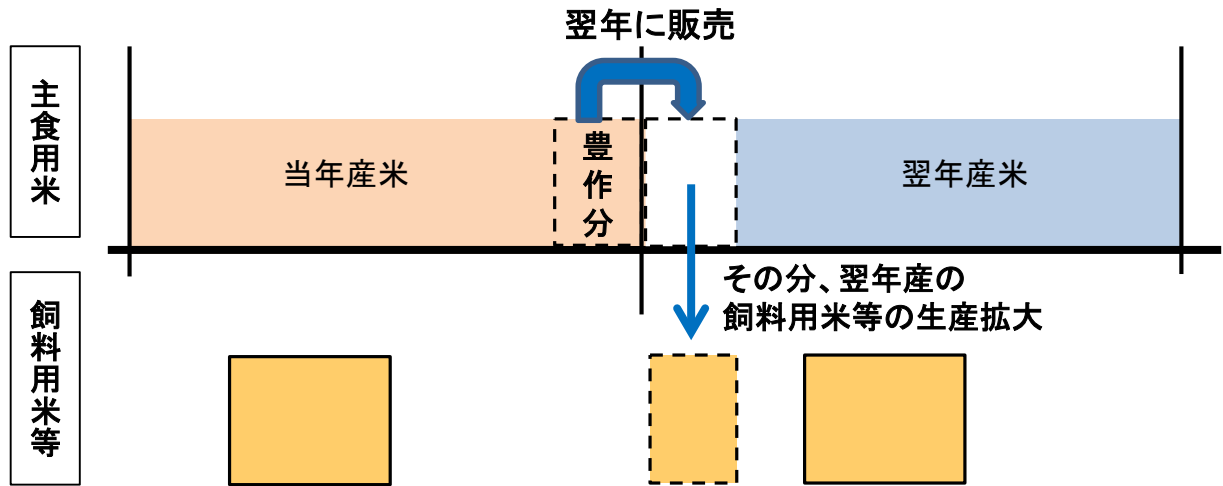 翌年に販売
主食用米
当年産米
豊作分
翌年産米
その分、翌年産の
飼料用米等の生産拡大
飼料用米等